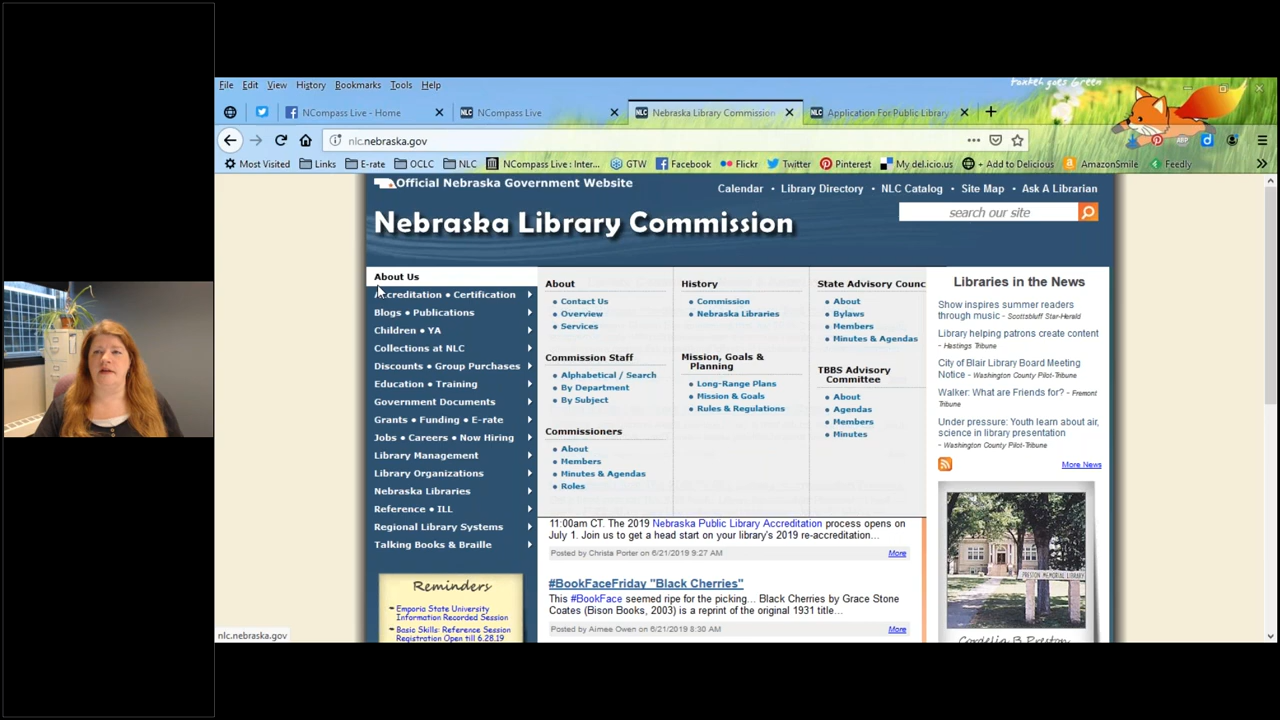 Foxkeh goes Green
File Edit View History Bookmarks Tools Help
NCompass Live - Home
NCompass Live
Nebraska Library Commission
Application For Public Library
nlc.nebraska.gov
Most Visited Links E-rate OCLC NLC NCompass Live : Inter... GTW Facebook Flickr Twitter Pinterest My del.icio.us + Add to Delicious AmazonSmile Feedly
Official Nebraska Government Website
Calendar • Library Directory • NLC Catalog • Site Map • Ask A Librarian
Nebraska Library Commission
search our site
About Us
Accreditation • Certification
Blogs • Publications
Children • YA
Collections at NLC
Discounts • Group Purchases
Education • Training
Government Documents
Grants • Funding • E-rate
Jobs • Careers • Now Hiring
Library Management
Library Organizations
Nebraska Libraries
Reference • ILL
Regional Library Systems
Talking Books & Braille
About
Contact Us
Overview
Services
Commission Staff
Alphabetical / Search
By Department
By Subject
Commissioners
About
Members
Minutes & Agendas
Roles
History
Commission
Nebraska Libraries
Mission, Goals &
Planning
Long-Range Plans
Mission & Goals
Rules & Regulations
State Advisory Counc
About
Bylaws
Members
Minutes & Agendas
TBBS Advisory
Committee
About
Agendas
Members
Minutes
Libraries in the News
Show inspires summer readers
through music - Scottsbluff Star-Herald
Library helping patrons create content
- Hastings Tribune
City of Blair Library Board Meeting
Notice - Washington County Pilot-Tribune
Walker: What are Friends for? - Fremont
Tribune
Under pressure: Youth learn about air,
science in library presentation
- Washington County Pilot-Tribune
More News
11:00am CT. The 2019 Nebraska Public Library Accreditation process opens on
July 1. Join us to get a head start on your library's 2019 re-accreditation...
Posted by Christa Porter on 6/21/2019 9:27 AM
More
#BookFaceFriday "Black Cherries"
This #BookFace seemed ripe for the picking... Black Cherries by Grace Stone
Coates (Bison Books, 2003) is a reprint of the original 1931 title...
Posted by Aimee Owen on 6/21/2019 8:30 AM
More
Reminders
Emporia State University
Information Recorded Session
Basic Skills: Reference Session
Registration Open till 6.28.19
PRESTON MEMORIAL LIBRARY
Cordelia B Preston
nlc.nebraska.gov